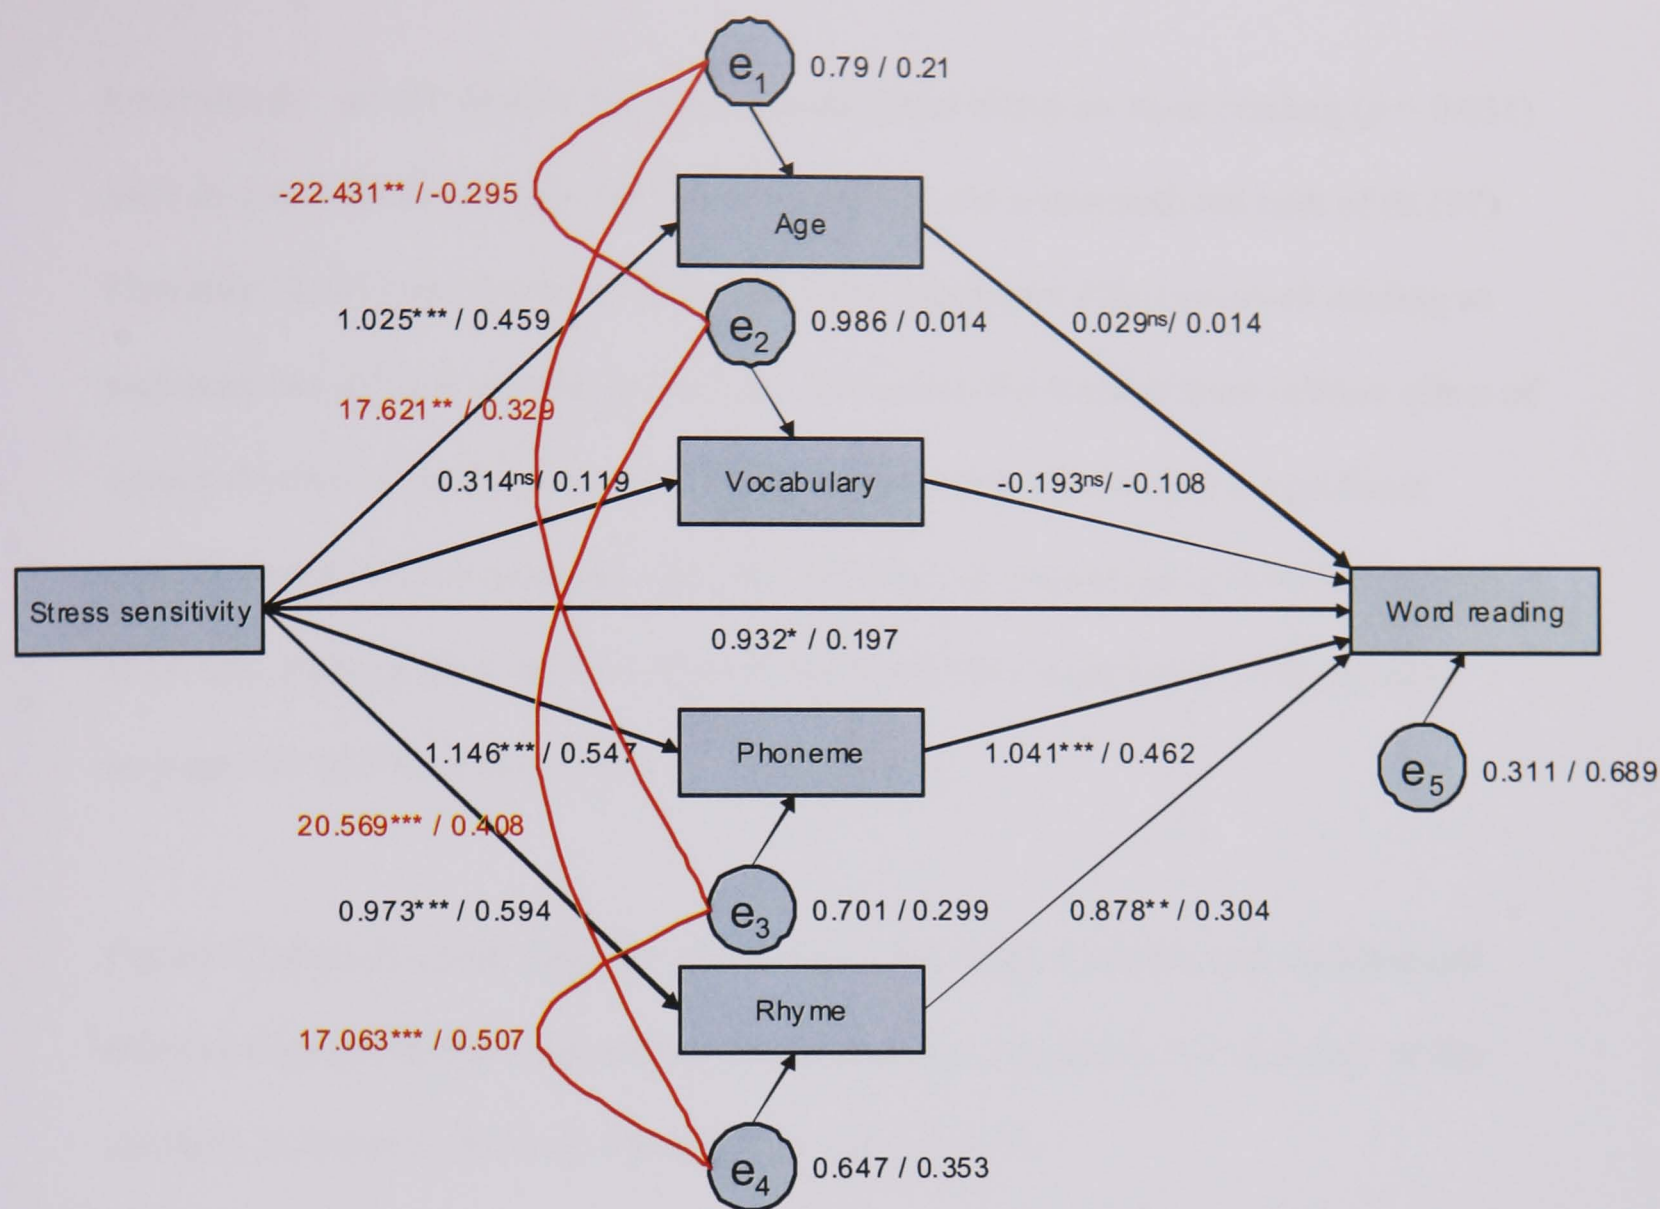 e1 0.79 / 0.21
-22.431** / -0.295
Age
1.025*** / 0.459
e2 0.986 / 0.014
0.029ns/ 0.014
17.621** / 0.329
0.314ns/ 0.119
Vocabulary
-0.193ns/ -0.108
Stress sensitivity
Word reading
0.932* / 0.197
1.146*** / 0.547
Phoneme
1.041*** / 0.462
e5 0.311 / 0.689
20.569*** / 0.408
0.973*** / 0.594
e3 0.701 / 0.299
0.878** / 0.304
Rhyme
17.063*** / 0.507
e4 0.647 / 0.353